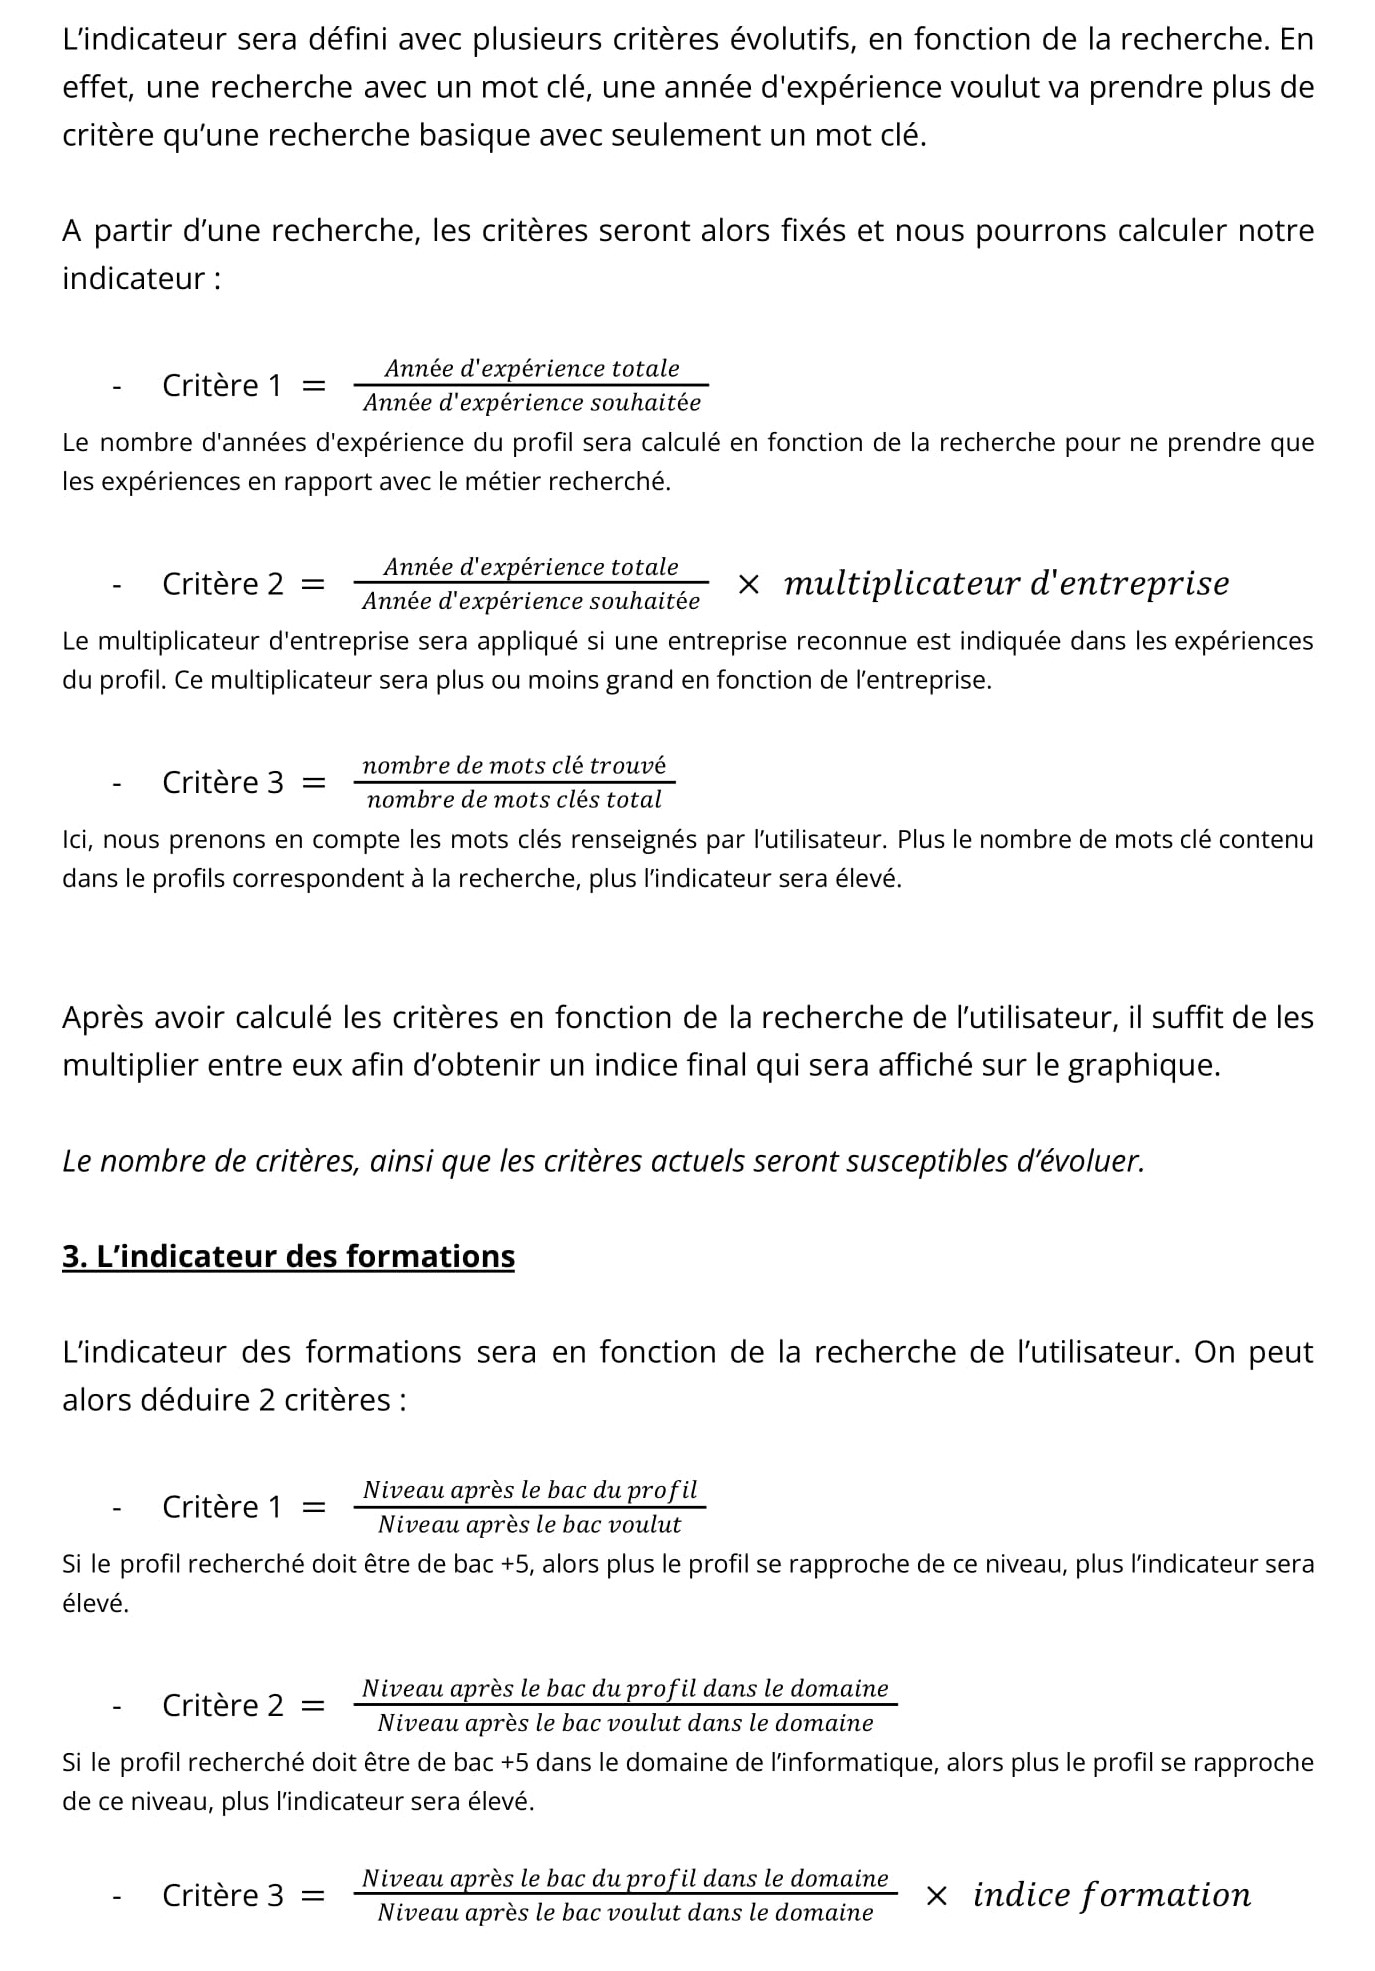 L’indicateur sera défini avec plusieurs critères évolutifs, en fonction de la recherche. En
effet, une recherche avec un mot clé, une année d'expérience voulut va prendre plus de
critère qu’une recherche basique avec seulement un mot clé.
A partir d’une recherche, les critères seront alors fixés et nous pourrons calculer notre
indicateur :
- Critère 1 = Année d'expérience totale / Année d'expérience souhaitée
Le nombre d'années d'expérience du profil sera calculé en fonction de la recherche pour ne prendre que
les expériences en rapport avec le métier recherché.
- Critère 2 = Année d'expérience totale / Année d'expérience souhaitée × multiplicateur d'entreprise
Le multiplicateur d'entreprise sera appliqué si une entreprise reconnue est indiquée dans les expériences
du profil. Ce multiplicateur sera plus ou moins grand en fonction de l’entreprise.
- Critère 3 = nombre de mots clé trouvé / nombre de mots clés total
Ici, nous prenons en compte les mots clés renseignés par l’utilisateur. Plus le nombre de mots clé contenu
dans le profils correspondent à la recherche, plus l’indicateur sera élevé.
Après avoir calculé les critères en fonction de la recherche de l’utilisateur, il suffit de les
multiplier entre eux afin d’obtenir un indice final qui sera affiché sur le graphique.
Le nombre de critères, ainsi que les critères actuels seront susceptibles d’évoluer.
3. L’indicateur des formations
L’indicateur des formations sera en fonction de la recherche de l’utilisateur. On peut
alors déduire 2 critères :
- Critère 1 = Niveau après le bac du profil / Niveau après le bac voulut
Si le profil recherché doit être de bac +5, alors plus le profil se rapproche de ce niveau, plus l’indicateur sera
élevé.
- Critère 2 = Niveau après le bac du profil dans le domaine / Niveau après le bac voulut dans le domaine
Si le profil recherché doit être de bac +5 dans le domaine de l’informatique, alors plus le profil se rapproche
de ce niveau, plus l’indicateur sera élevé.
- Critère 3 = Niveau après le bac du profil dans le domaine / Niveau après le bac voulut dans le domaine × indice formation